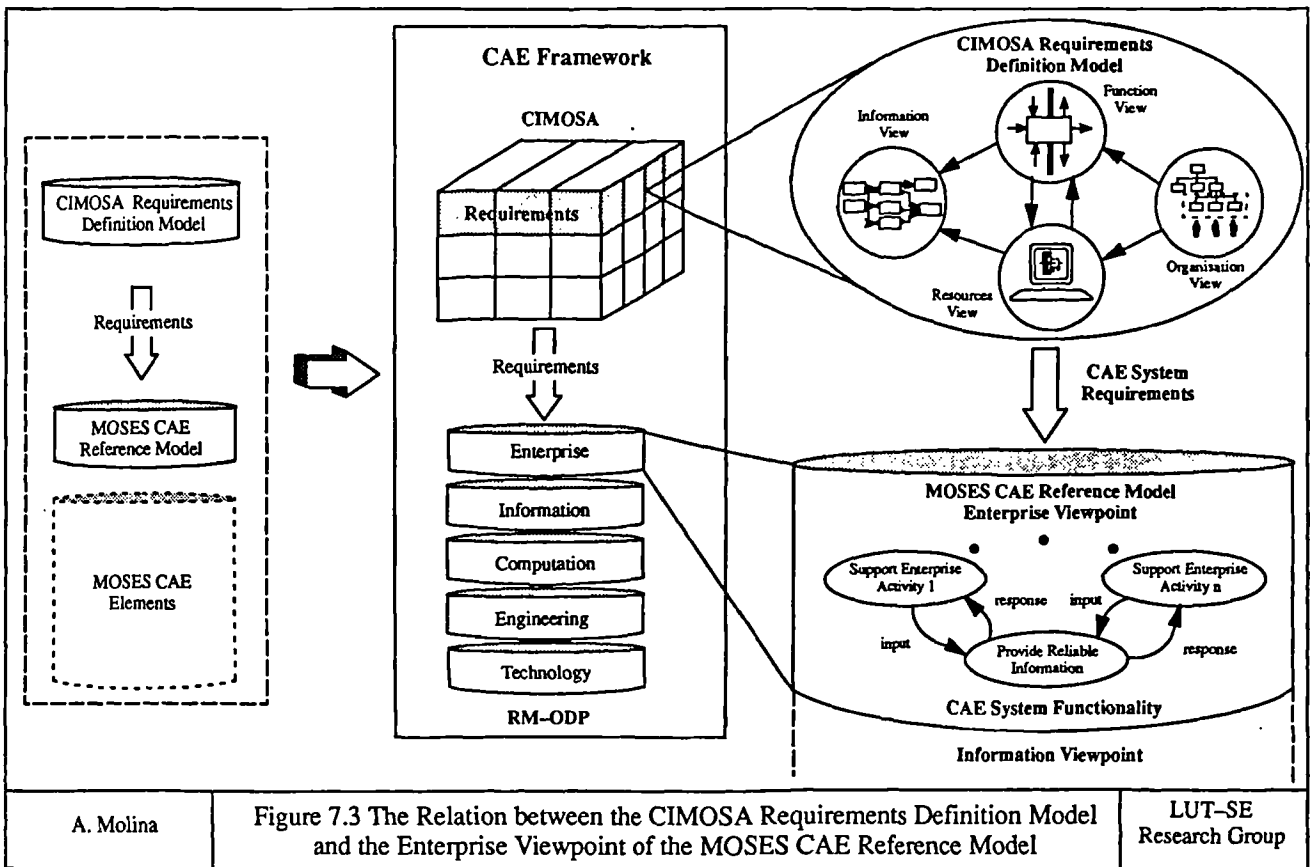 CIMOSA Requirements
Definition Model
Requirements
MOSES CAE
Reference Model
MOSES CAE
Elements
CAE Framework
CIMOSA
Requirements
Requirements
Enterprise
Information
Computation
Engineering
Technology
RM–ODP
CIMOSA Requirements
Definition Model
Function
View
Information
View
Organisation
View
Resources
View
CAE System
Requirements
MOSES CAE Reference Model
Enterprise Viewpoint
Support Enterprise
Activity 1
Support Enterprise
Activity n
response
input
input
response
Provide Reliable
Information
CAE System Functionality
Information Viewpoint
A. Molina
Figure 7.3 The Relation between the CIMOSA Requirements Definition Model
and the Enterprise Viewpoint of the MOSES CAE Reference Model
LUT–SE
Research Group